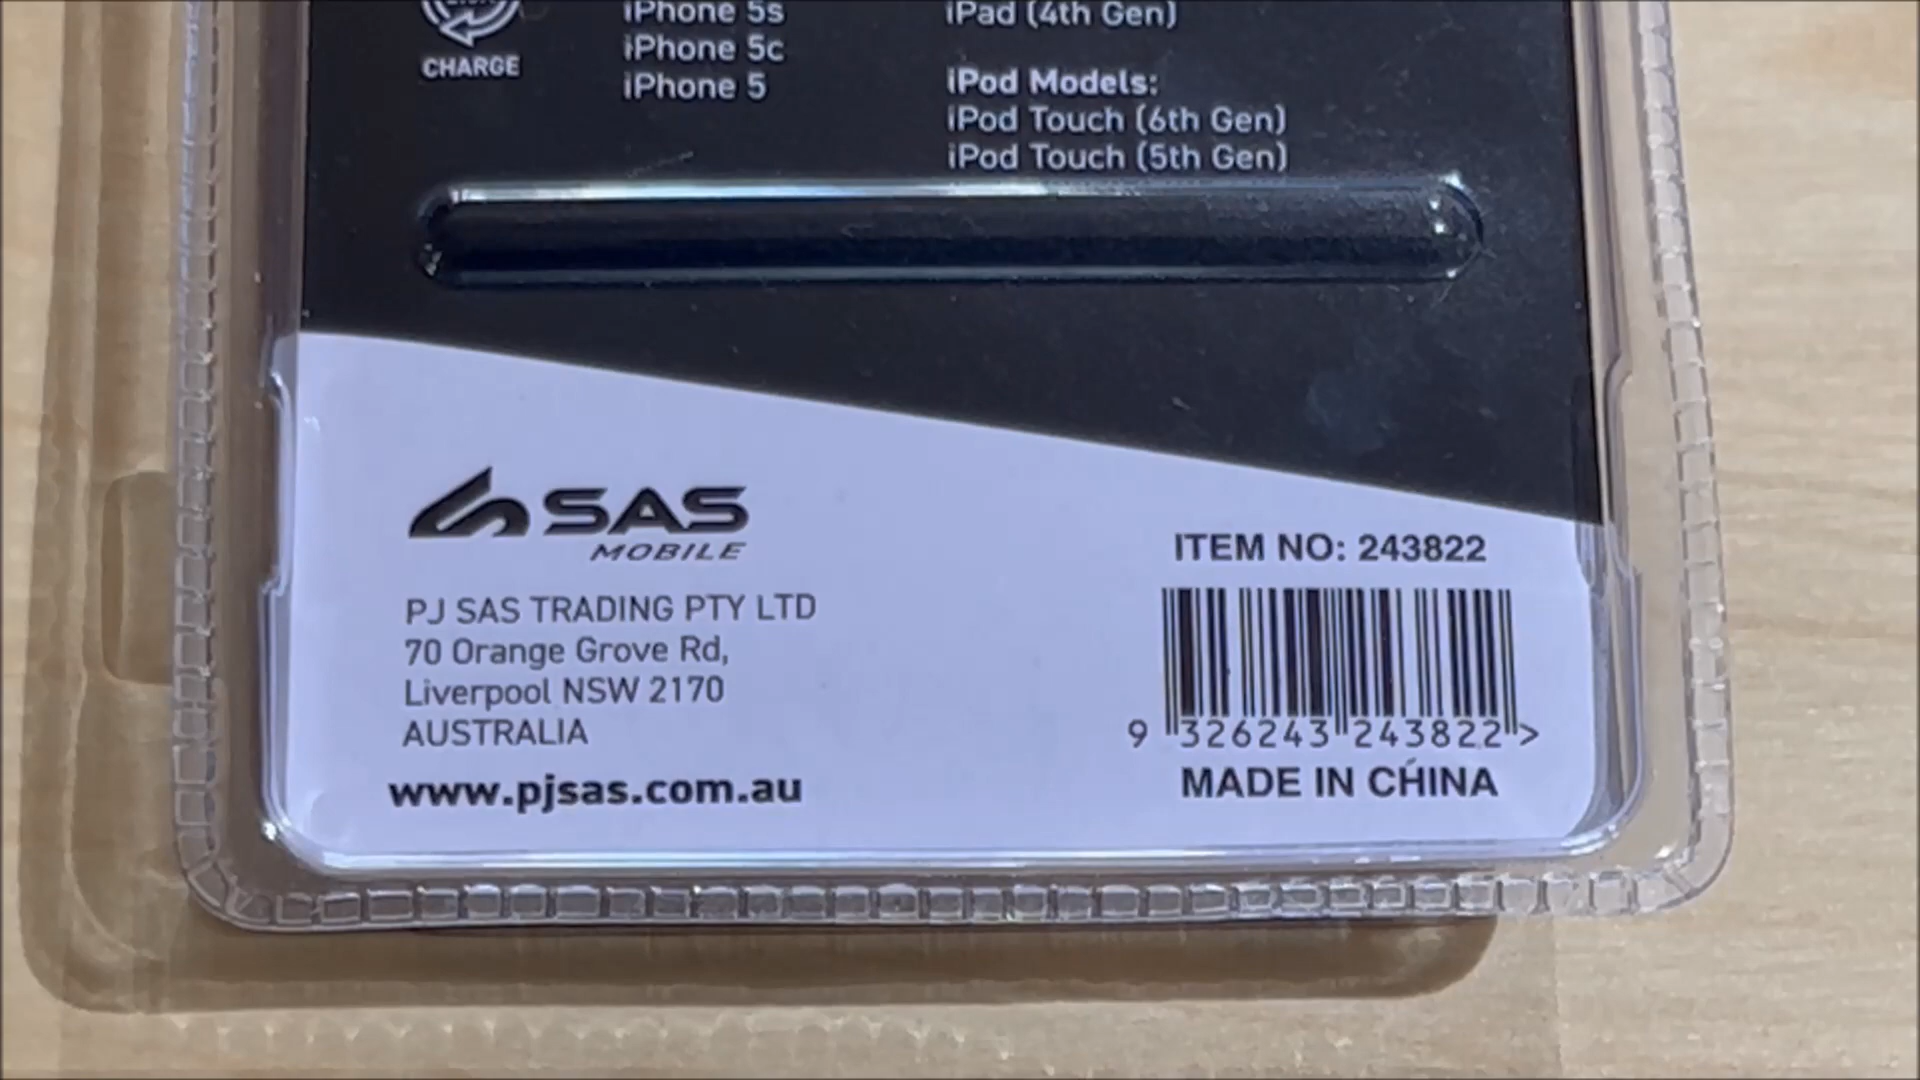 iPhone 5s
iPhone 5c
iPhone 5
CHARGE
iPad (4th Gen)
iPod Models:
iPod Touch (6th Gen)
iPod Touch (5th Gen)
SAS
MOBILE
PJ SAS TRADING PTY LTD
70 Orange Grove Rd,
Liverpool NSW 2170
AUSTRALIA
www.pjsas.com.au
ITEM NO: 243822
9 326243 243822 >
MADE IN CHINA